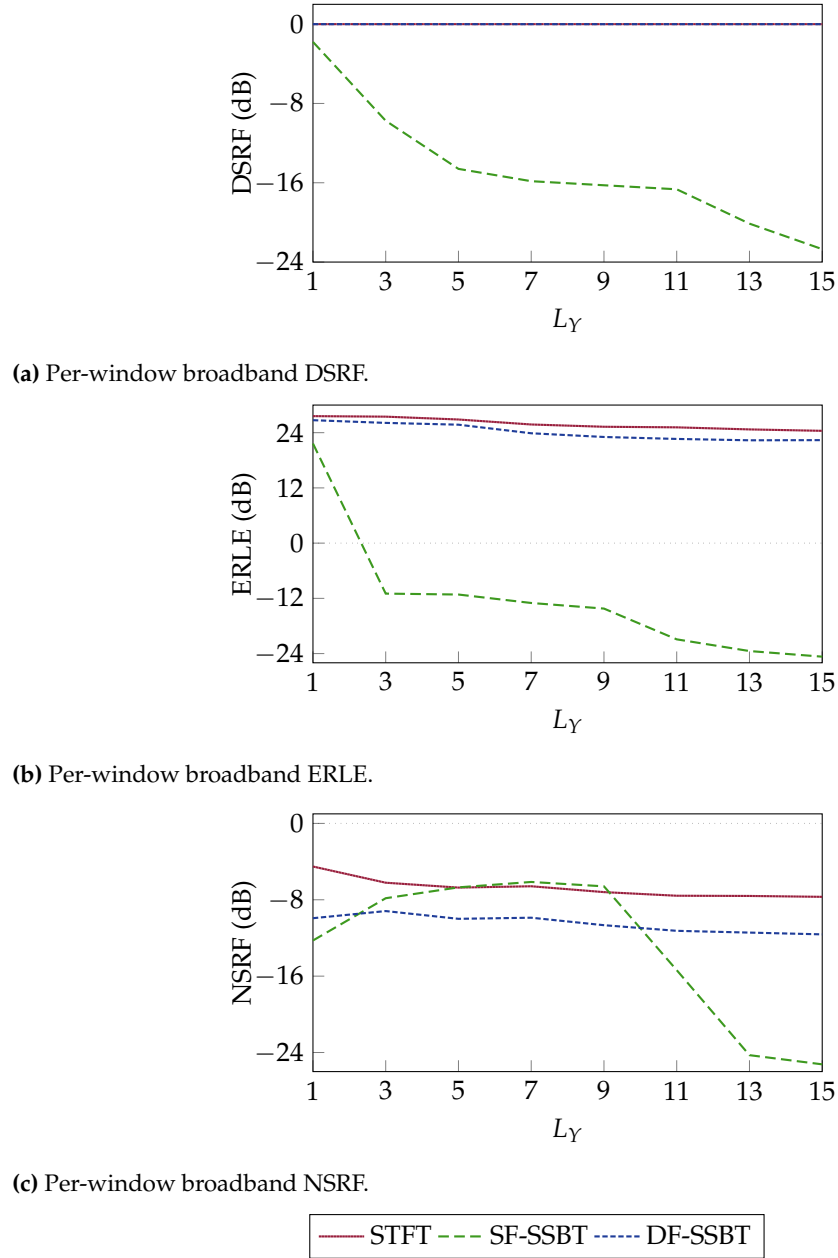 0
−8
−16
−24
DSRF (dB)
1 3 5 7 9 11 13 15
L_Y
(a) Per-window broadband DSRF.
24
12
0
−12
−24
ERLE (dB)
1 3 5 7 9 11 13 15
L_Y
(b) Per-window broadband ERLE.
0
−8
−16
−24
NSRF (dB)
1 3 5 7 9 11 13 15
L_Y
(c) Per-window broadband NSRF.
STFT SF-SSBT DF-SSBT